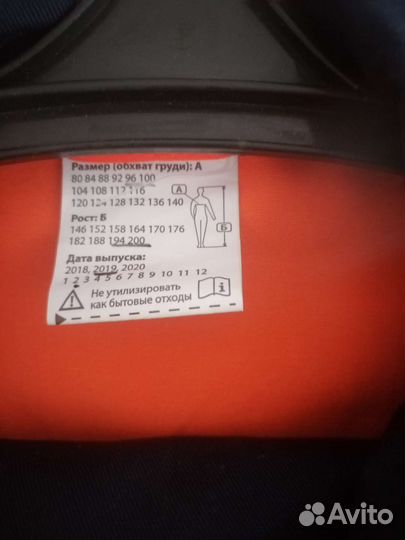 Размер (обхват груди): А
80 84 88 92 96 100
104 108 112 116
120 124 128 132 136 140
А
Рост: Б
Б
146 152 158 164 170 176
182 188 194 200
Дата выпуска:
2018, 2019, 2020
1 2 3 4 5 6 7 8 9 10 11 12
Не утилизировать
как бытовые отходы
Avito